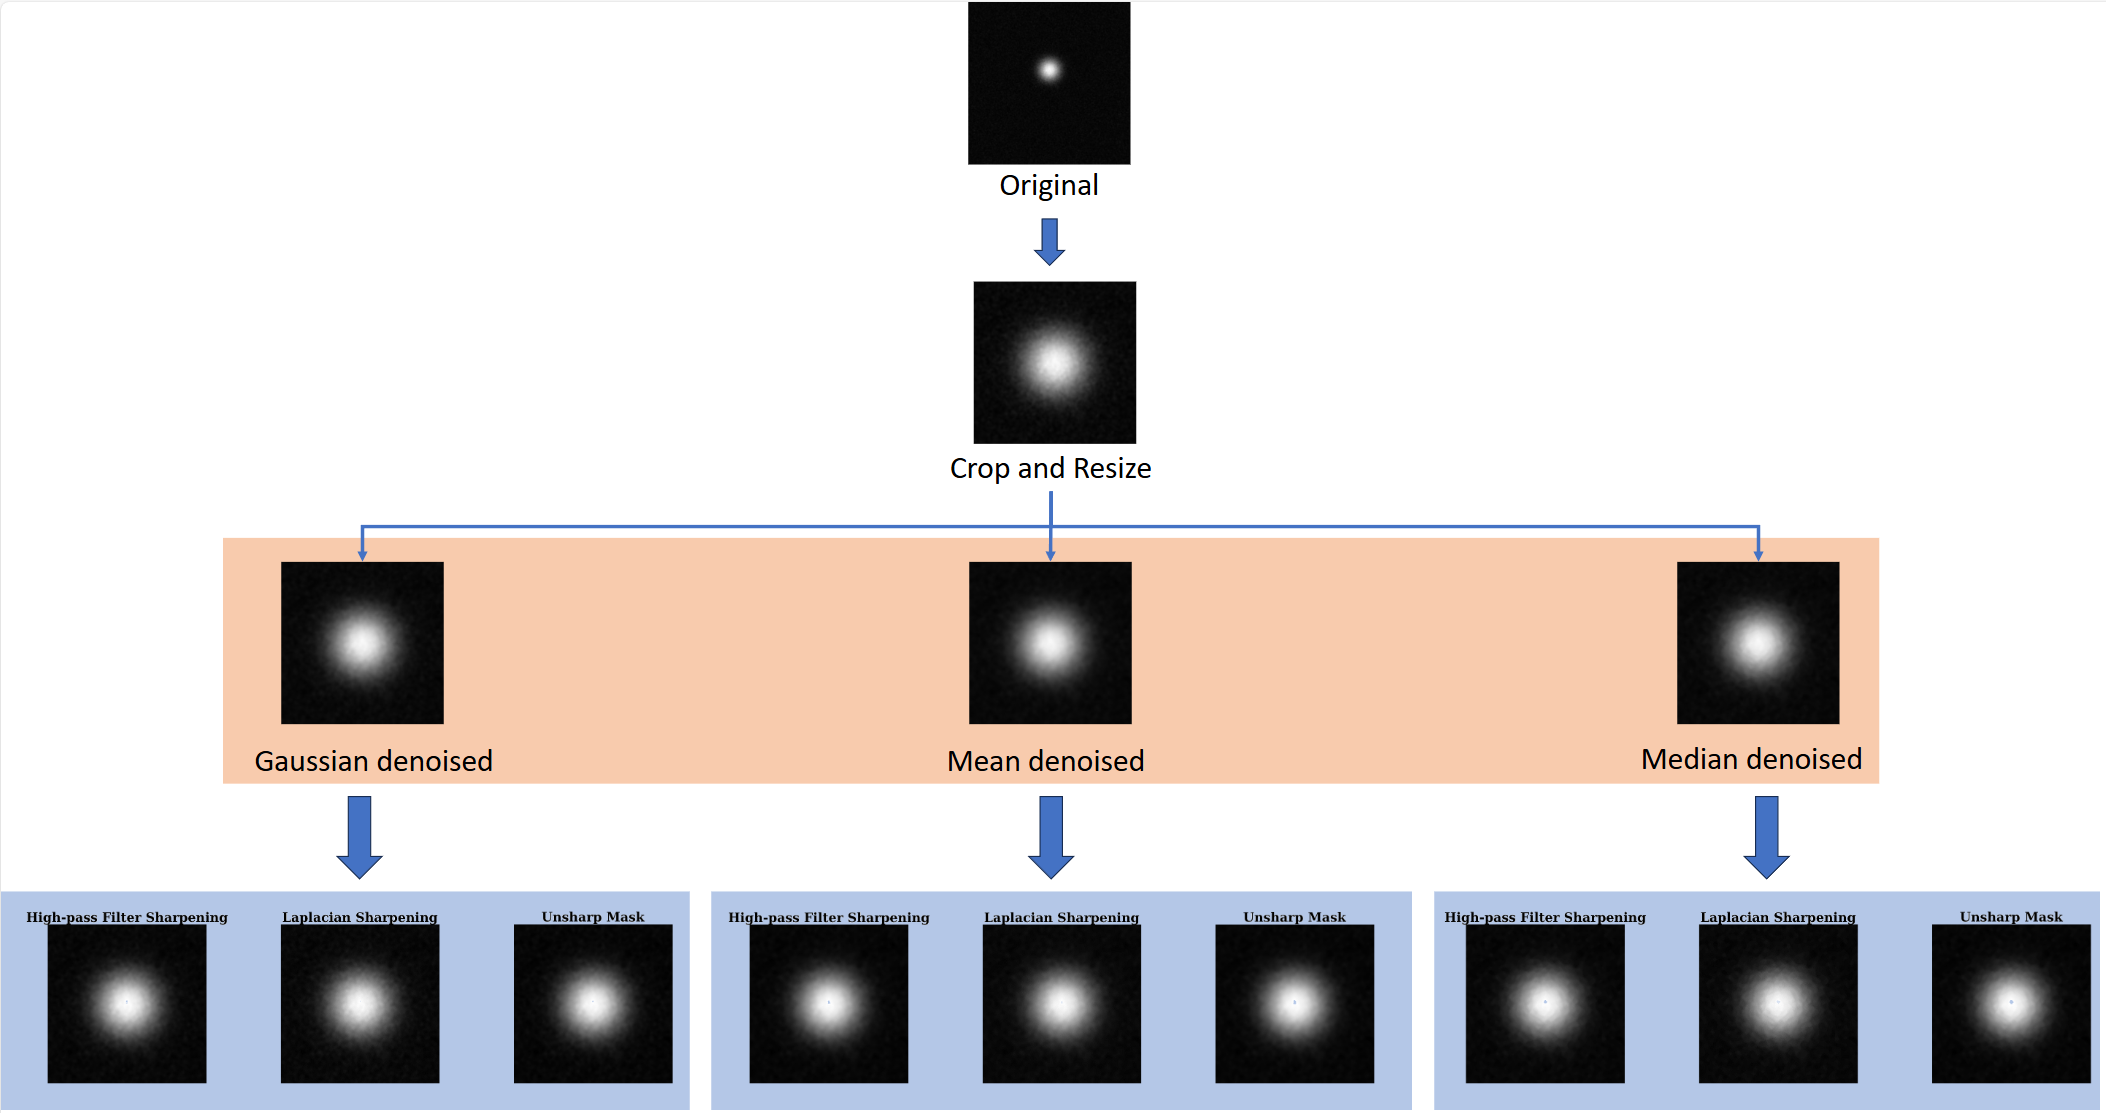 Original
Crop and Resize
Gaussian denoised
Mean denoised
Median denoised
High-pass Filter Sharpening
Laplacian Sharpening
Unsharp Mask
High-pass Filter Sharpening
Laplacian Sharpening
Unsharp Mask
High-pass Filter Sharpening
Laplacian Sharpening
Unsharp Mask